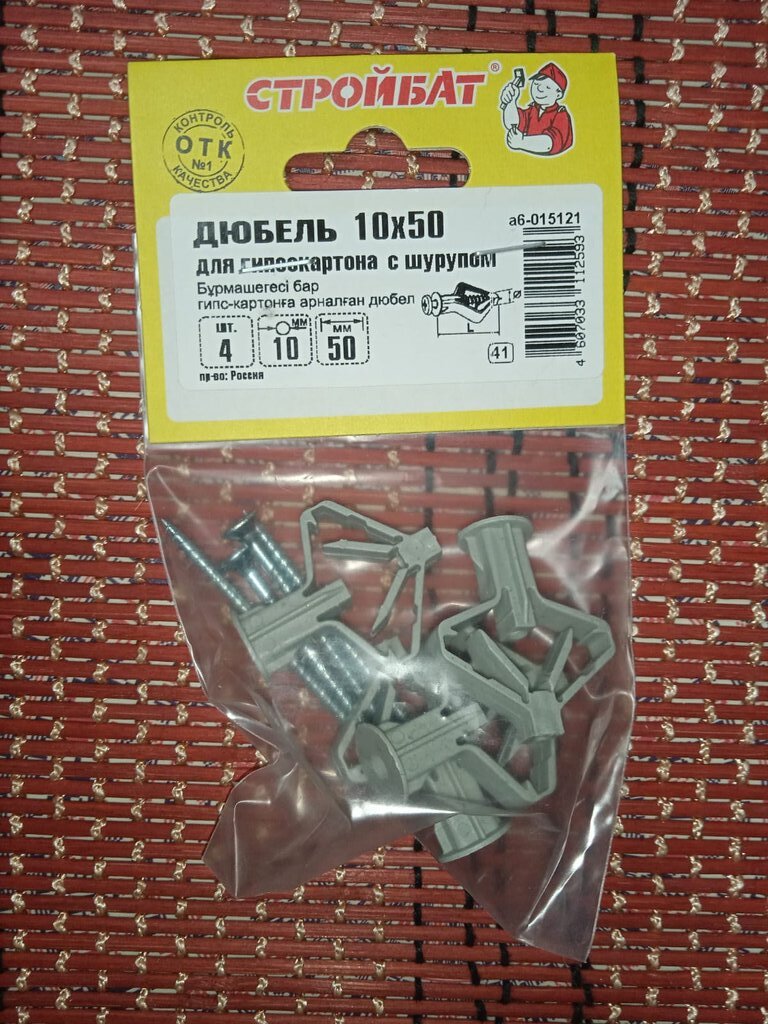 СТРОЙБАТ®
КОНТРОЛЬ
ОТК
№1
КАЧЕСТВА
ДЮБЕЛЬ 10х50
а6-015121
для гипсокартона с шурупом
Бұрмашегесі бар
гипс-картонға арналған дюбел
шт.
4
мм
10
мм
50
L
ø
41
пр-во: Россия
4 607033 112593